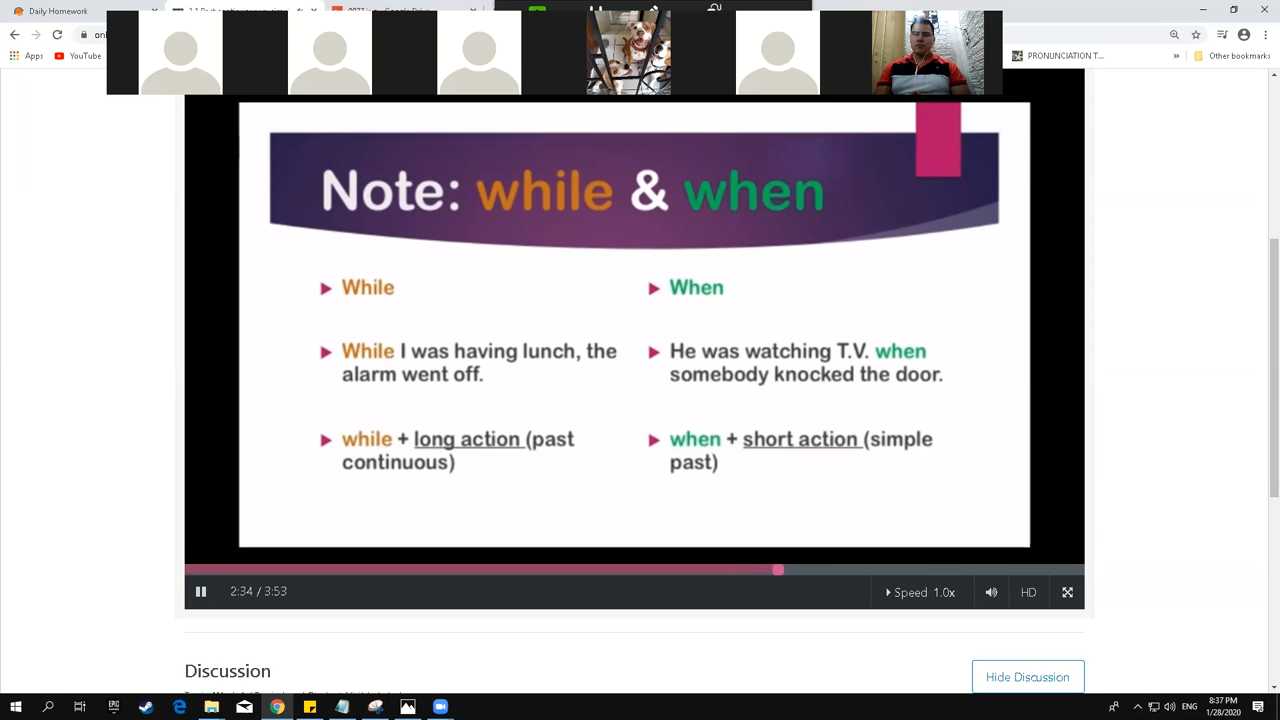 Daily Homework
Apps
YouTube
PRONUNCIATION T...
»
Other bookmarks
Note: while & when
While
While I was having lunch, the
alarm went off.
while + long action (past
continuous)
When
He was watching T.V. when
somebody knocked the door.
when + short action (simple
past)
2:34 / 3:53
Speed 1.0x
HD
Discussion
Hide Discussion
EPIC
ENG
8:37 PM
1/28/2020